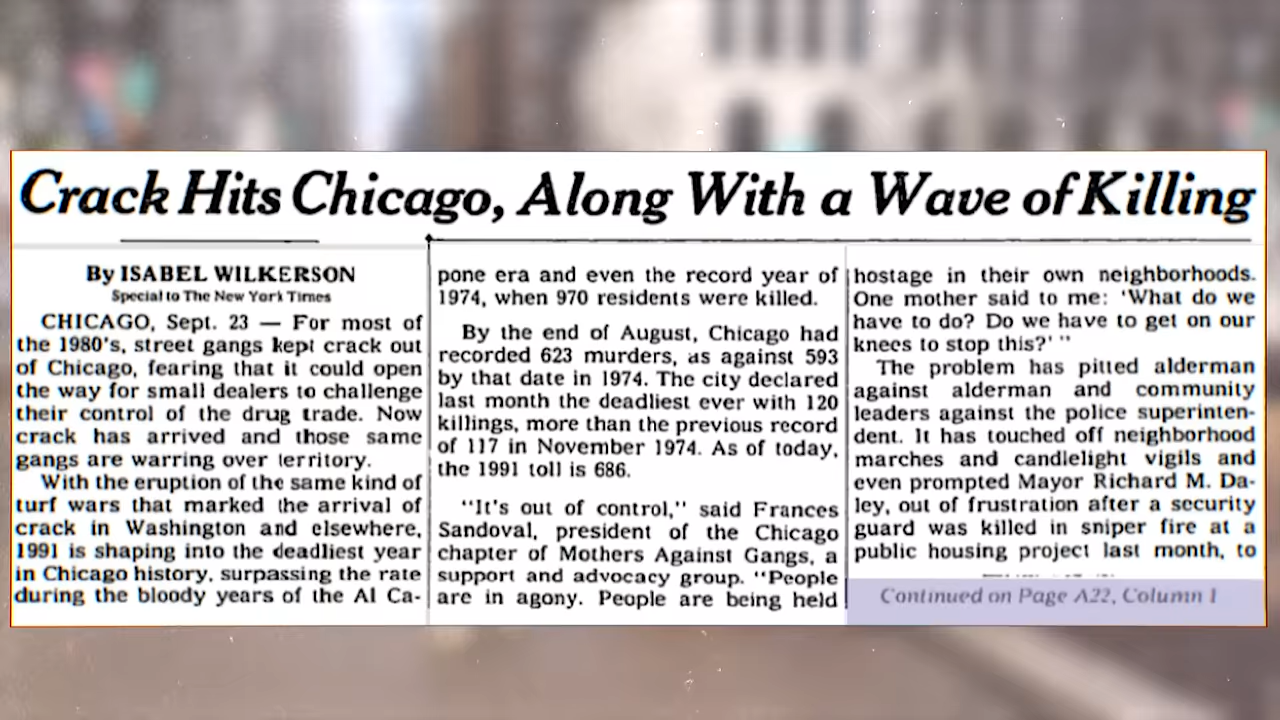 Crack Hits Chicago, Along With a Wave of Killing
By ISABEL WILKERSON
Special to The New York Times
CHICAGO, Sept. 23 — For most of
the 1980's, street gangs kept crack out
of Chicago, fearing that it could open
the way for small dealers to challenge
their control of the drug trade. Now
crack has arrived and those same
gangs are warring over territory.
With the eruption of the same kind of
turf wars that marked the arrival of
crack in Washington and elsewhere,
1991 is shaping into the deadliest year
in Chicago history, surpassing the rate
during the bloody years of the Al Ca-
pone era and even the record year of
1974, when 970 residents were killed.
By the end of August, Chicago had
recorded 623 murders, as against 593
by that date in 1974. The city declared
last month the deadliest ever with 120
killings, more than the previous record
of 117 in November 1974. As of today,
the 1991 toll is 686.
"It's out of control," said Frances
Sandoval, president of the Chicago
chapter of Mothers Against Gangs, a
support and advocacy group. "People
are in agony. People are being held
hostage in their own neighborhoods.
One mother said to me: 'What do we
have to do? Do we have to get on our
knees to stop this?' "
The problem has pitted alderman
against alderman and community
leaders against the police superinten-
dent. It has touched off neighborhood
marches and candlelight vigils and
even prompted Mayor Richard M. Da-
ley, out of frustration after a security
guard was killed in sniper fire at a
public housing project last month, to
Continued on Page A22, Column 1